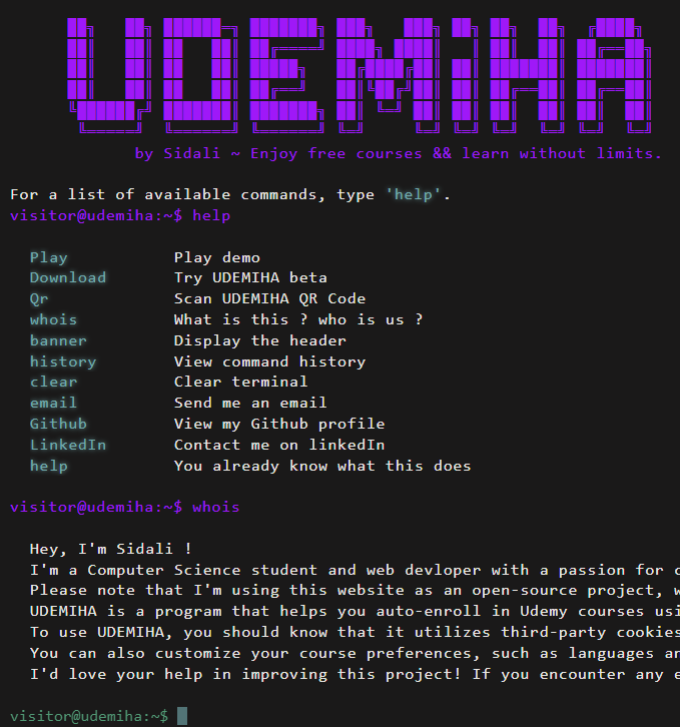 UDEMIHA
by Sidali ~ Enjoy free courses && learn without limits.
For a list of available commands, type 'help'.
visitor@udemiha:~$ help
Play Play demo
Download Try UDEMIHA beta
Qr Scan UDEMIHA QR Code
whois What is this ? who is us ?
banner Display the header
history View command history
clear Clear terminal
email Send me an email
Github View my Github profile
LinkedIn Contact me on linkedIn
help You already know what this does
visitor@udemiha:~$ whois
Hey, I'm Sidali !
I'm a Computer Science student and web devloper with a passion for
Please note that I'm using this website as an open-source project,
UDEMIHA is a program that helps you auto-enroll in Udemy courses
To use UDEMIHA, you should know that it utilizes third-party cookies
You can also customize your course preferences, such as languages
I'd love your help in improving this project! If you encounter any
visitor@udemiha:~$